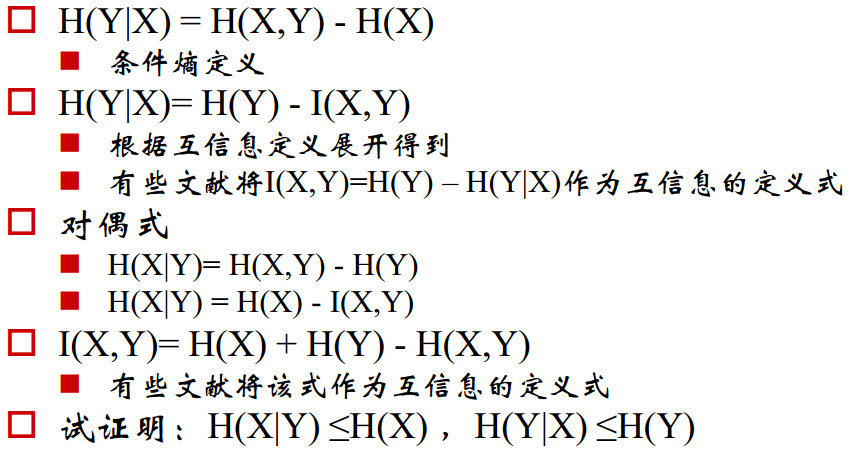 H(Y|X) = H(X,Y) - H(X)
条件熵定义
H(Y|X)= H(Y) - I(X,Y)
根据互信息定义展开得到
有些文献将I(X,Y)=H(Y) – H(Y|X)作为互信息的定义式
对偶式
H(X|Y)= H(X,Y) - H(Y)
H(X|Y) = H(X) - I(X,Y)
I(X,Y)= H(X) + H(Y) - H(X,Y)
有些文献将该式作为互信息的定义式
试证明：H(X|Y) ≤H(X) ，H(Y|X) ≤H(Y)